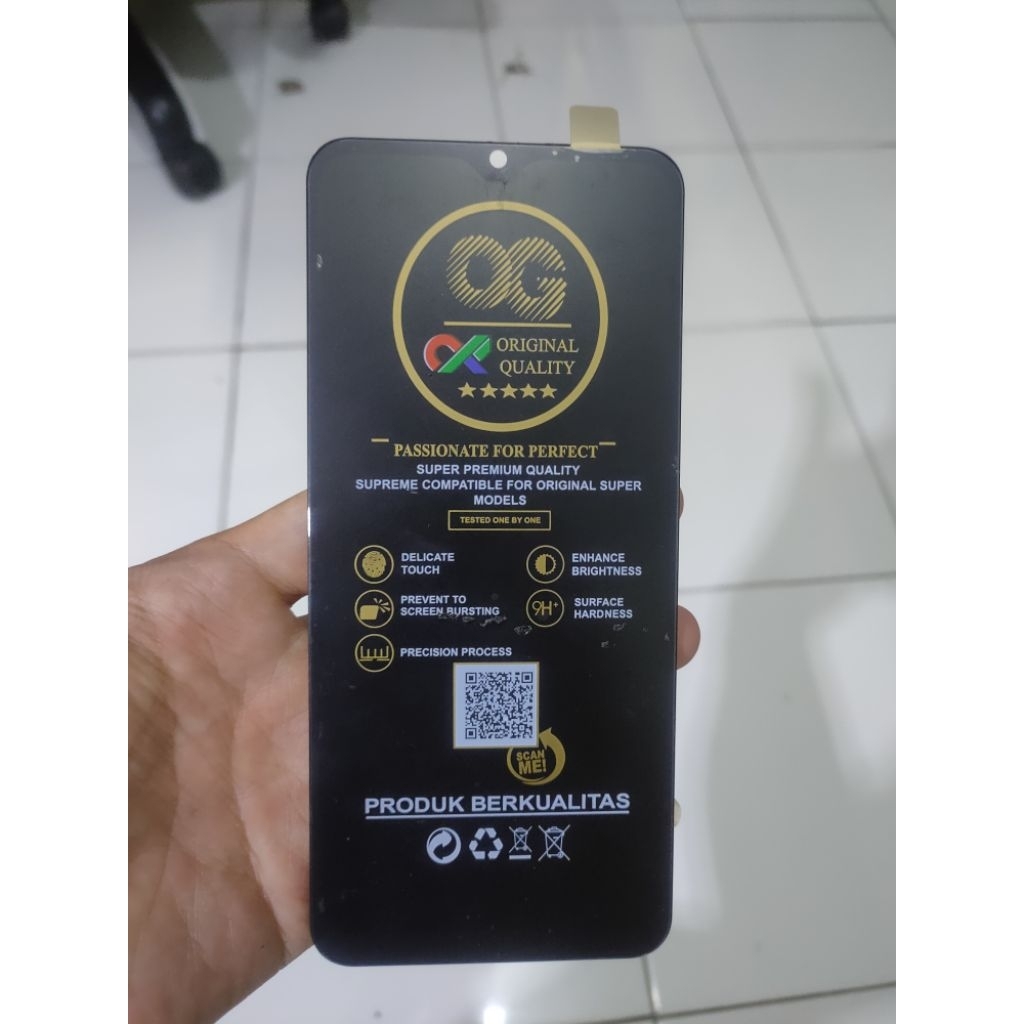 OG
ORIGINAL
QUALITY
PASSIONATE FOR PERFECT
SUPER PREMIUM QUALITY
SUPREME COMPATIBLE FOR ORIGINAL SUPER
MODELS
TESTED ONE BY ONE
DELICATE
TOUCH
ENHANCE
BRIGHTNESS
PREVENT TO
SCREEN BURSTING
9H+
SURFACE
HARDNESS
PRECISION PROCESS
SCAN
ME!
PRODUK BERKUALITAS